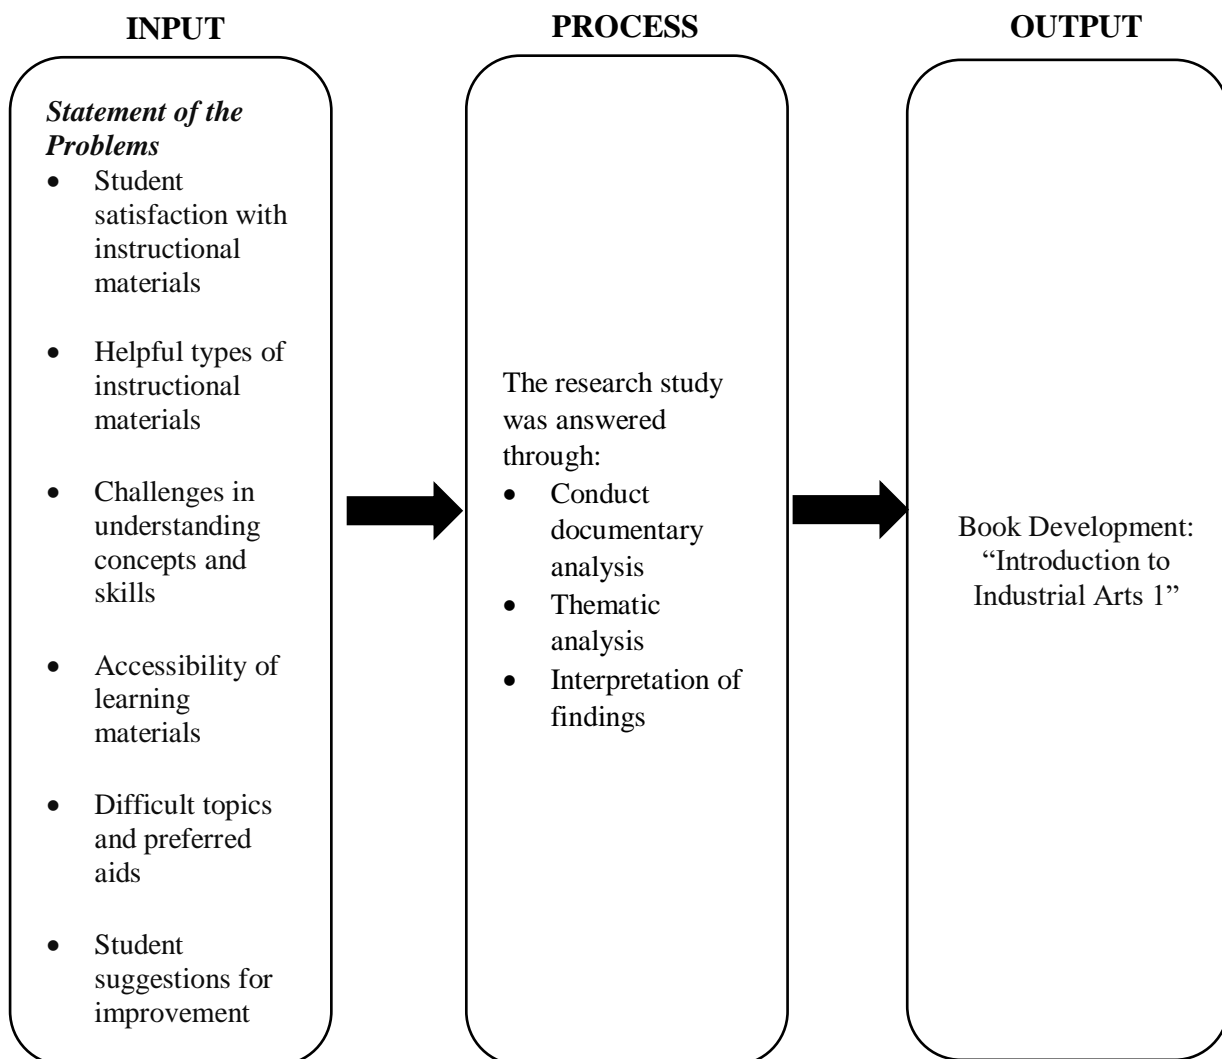 INPUT
Statement of the
Problems
• Student
satisfaction with
instructional
materials
• Helpful types of
instructional
materials
• Challenges in
understanding
concepts and
skills
• Accessibility of
learning
materials
• Difficult topics
and preferred
aids
• Student
suggestions for
improvement
PROCESS
The research study
was answered
through:
• Conduct
documentary
analysis
• Thematic
analysis
• Interpretation of
findings
OUTPUT
Book Development:
“Introduction to
Industrial Arts 1”